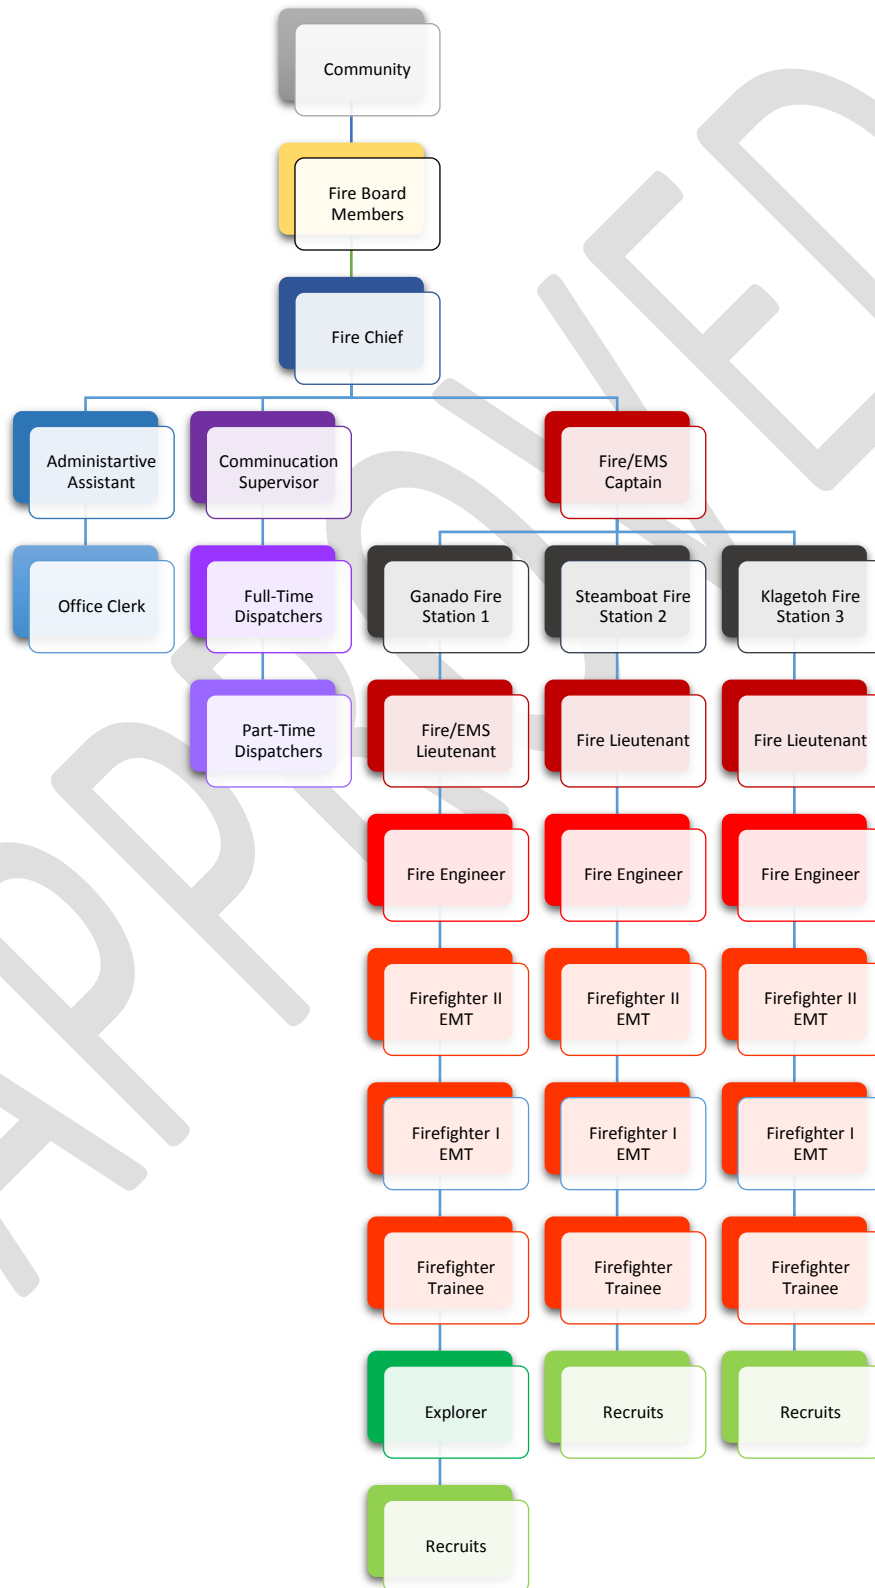 Community
Fire Board
Members
Fire Chief
Administartive
Assistant
Comminucation
Supervisor
Fire/EMS
Captain
Office Clerk
Full-Time
Dispatchers
Ganado Fire
Station 1
Steamboat Fire
Station 2
Klagetoh Fire
Station 3
Part-Time
Dispatchers
Fire/EMS
Lieutenant
Fire Lieutenant
Fire Lieutenant
Fire Engineer
Fire Engineer
Fire Engineer
Firefighter II
EMT
Firefighter II
EMT
Firefighter II
EMT
Firefighter I
EMT
Firefighter I
EMT
Firefighter I
EMT
Firefighter
Trainee
Firefighter
Trainee
Firefighter
Trainee
Explorer
Recruits
Recruits
Recruits
APPROVED